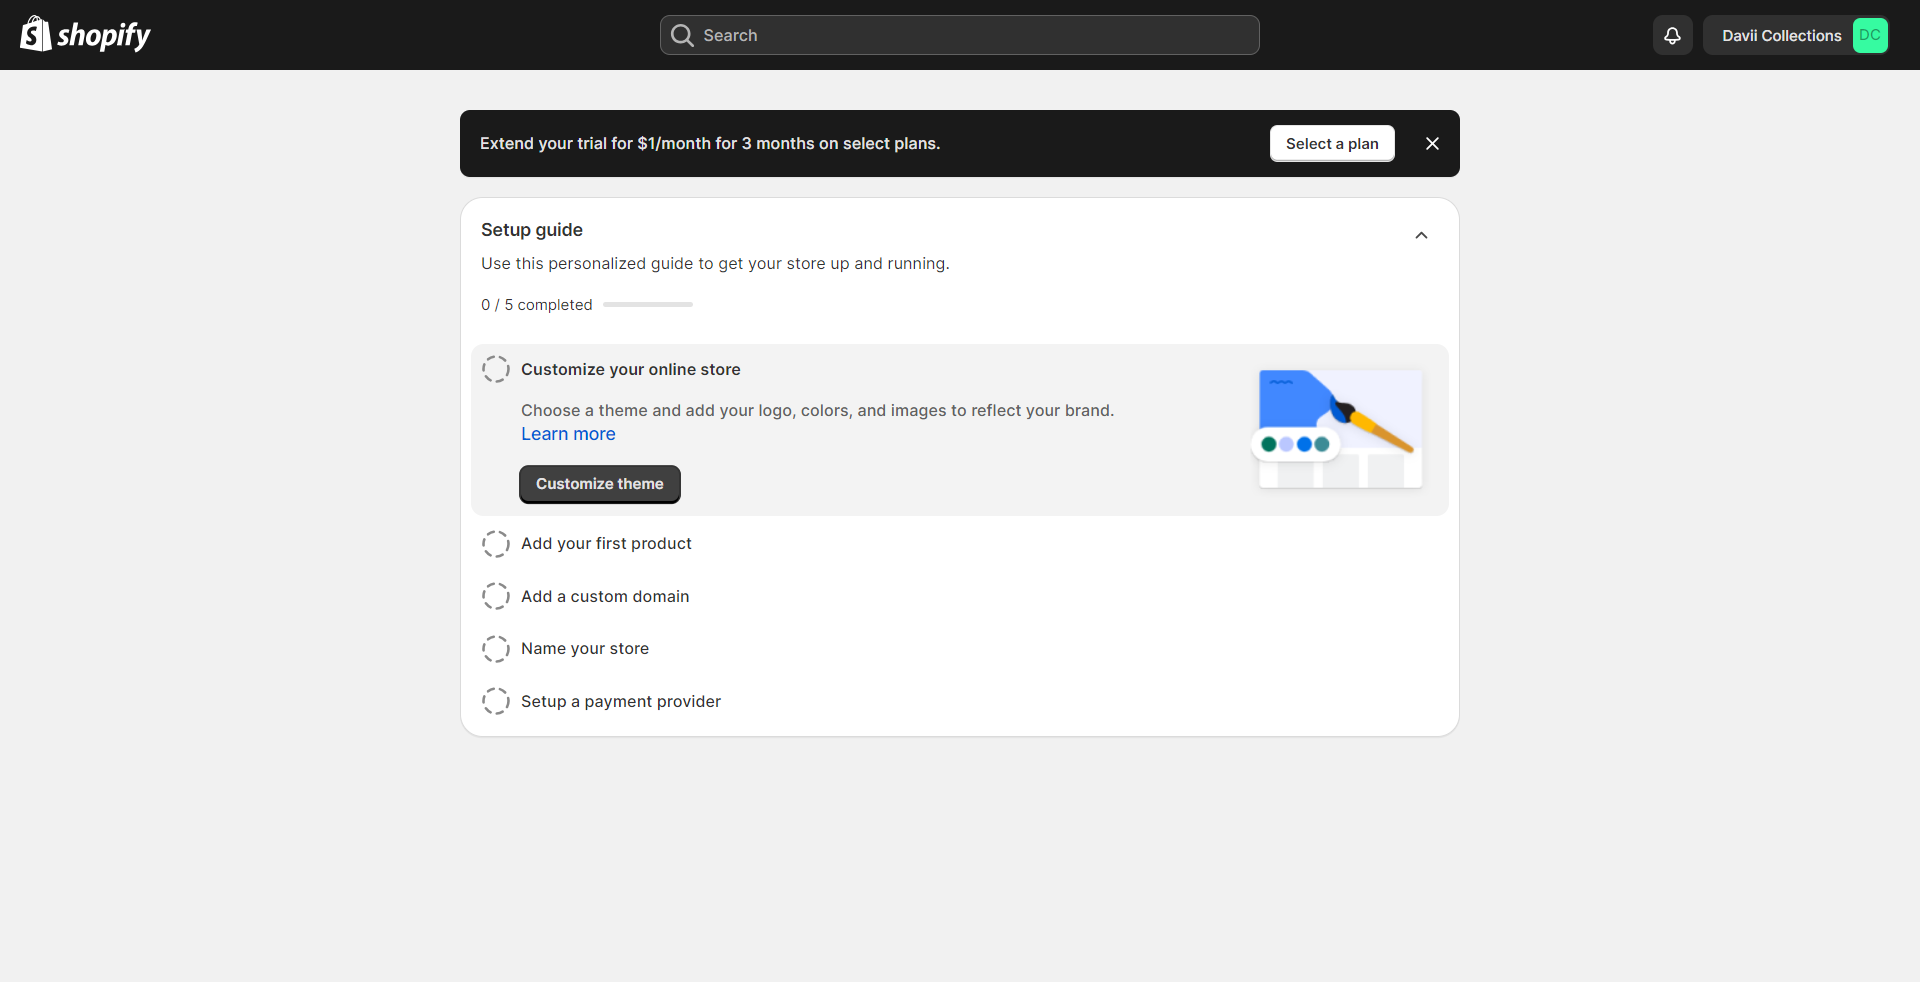 shopify
Search
Davii Collections
DC
Extend your trial for $1/month for 3 months on select plans.
Select a plan
Setup guide
Use this personalized guide to get your store up and running.
0 / 5 completed
Customize your online store
Choose a theme and add your logo, colors, and images to reflect your brand.
Learn more
Customize theme
Add your first product
Add a custom domain
Name your store
Setup a payment provider